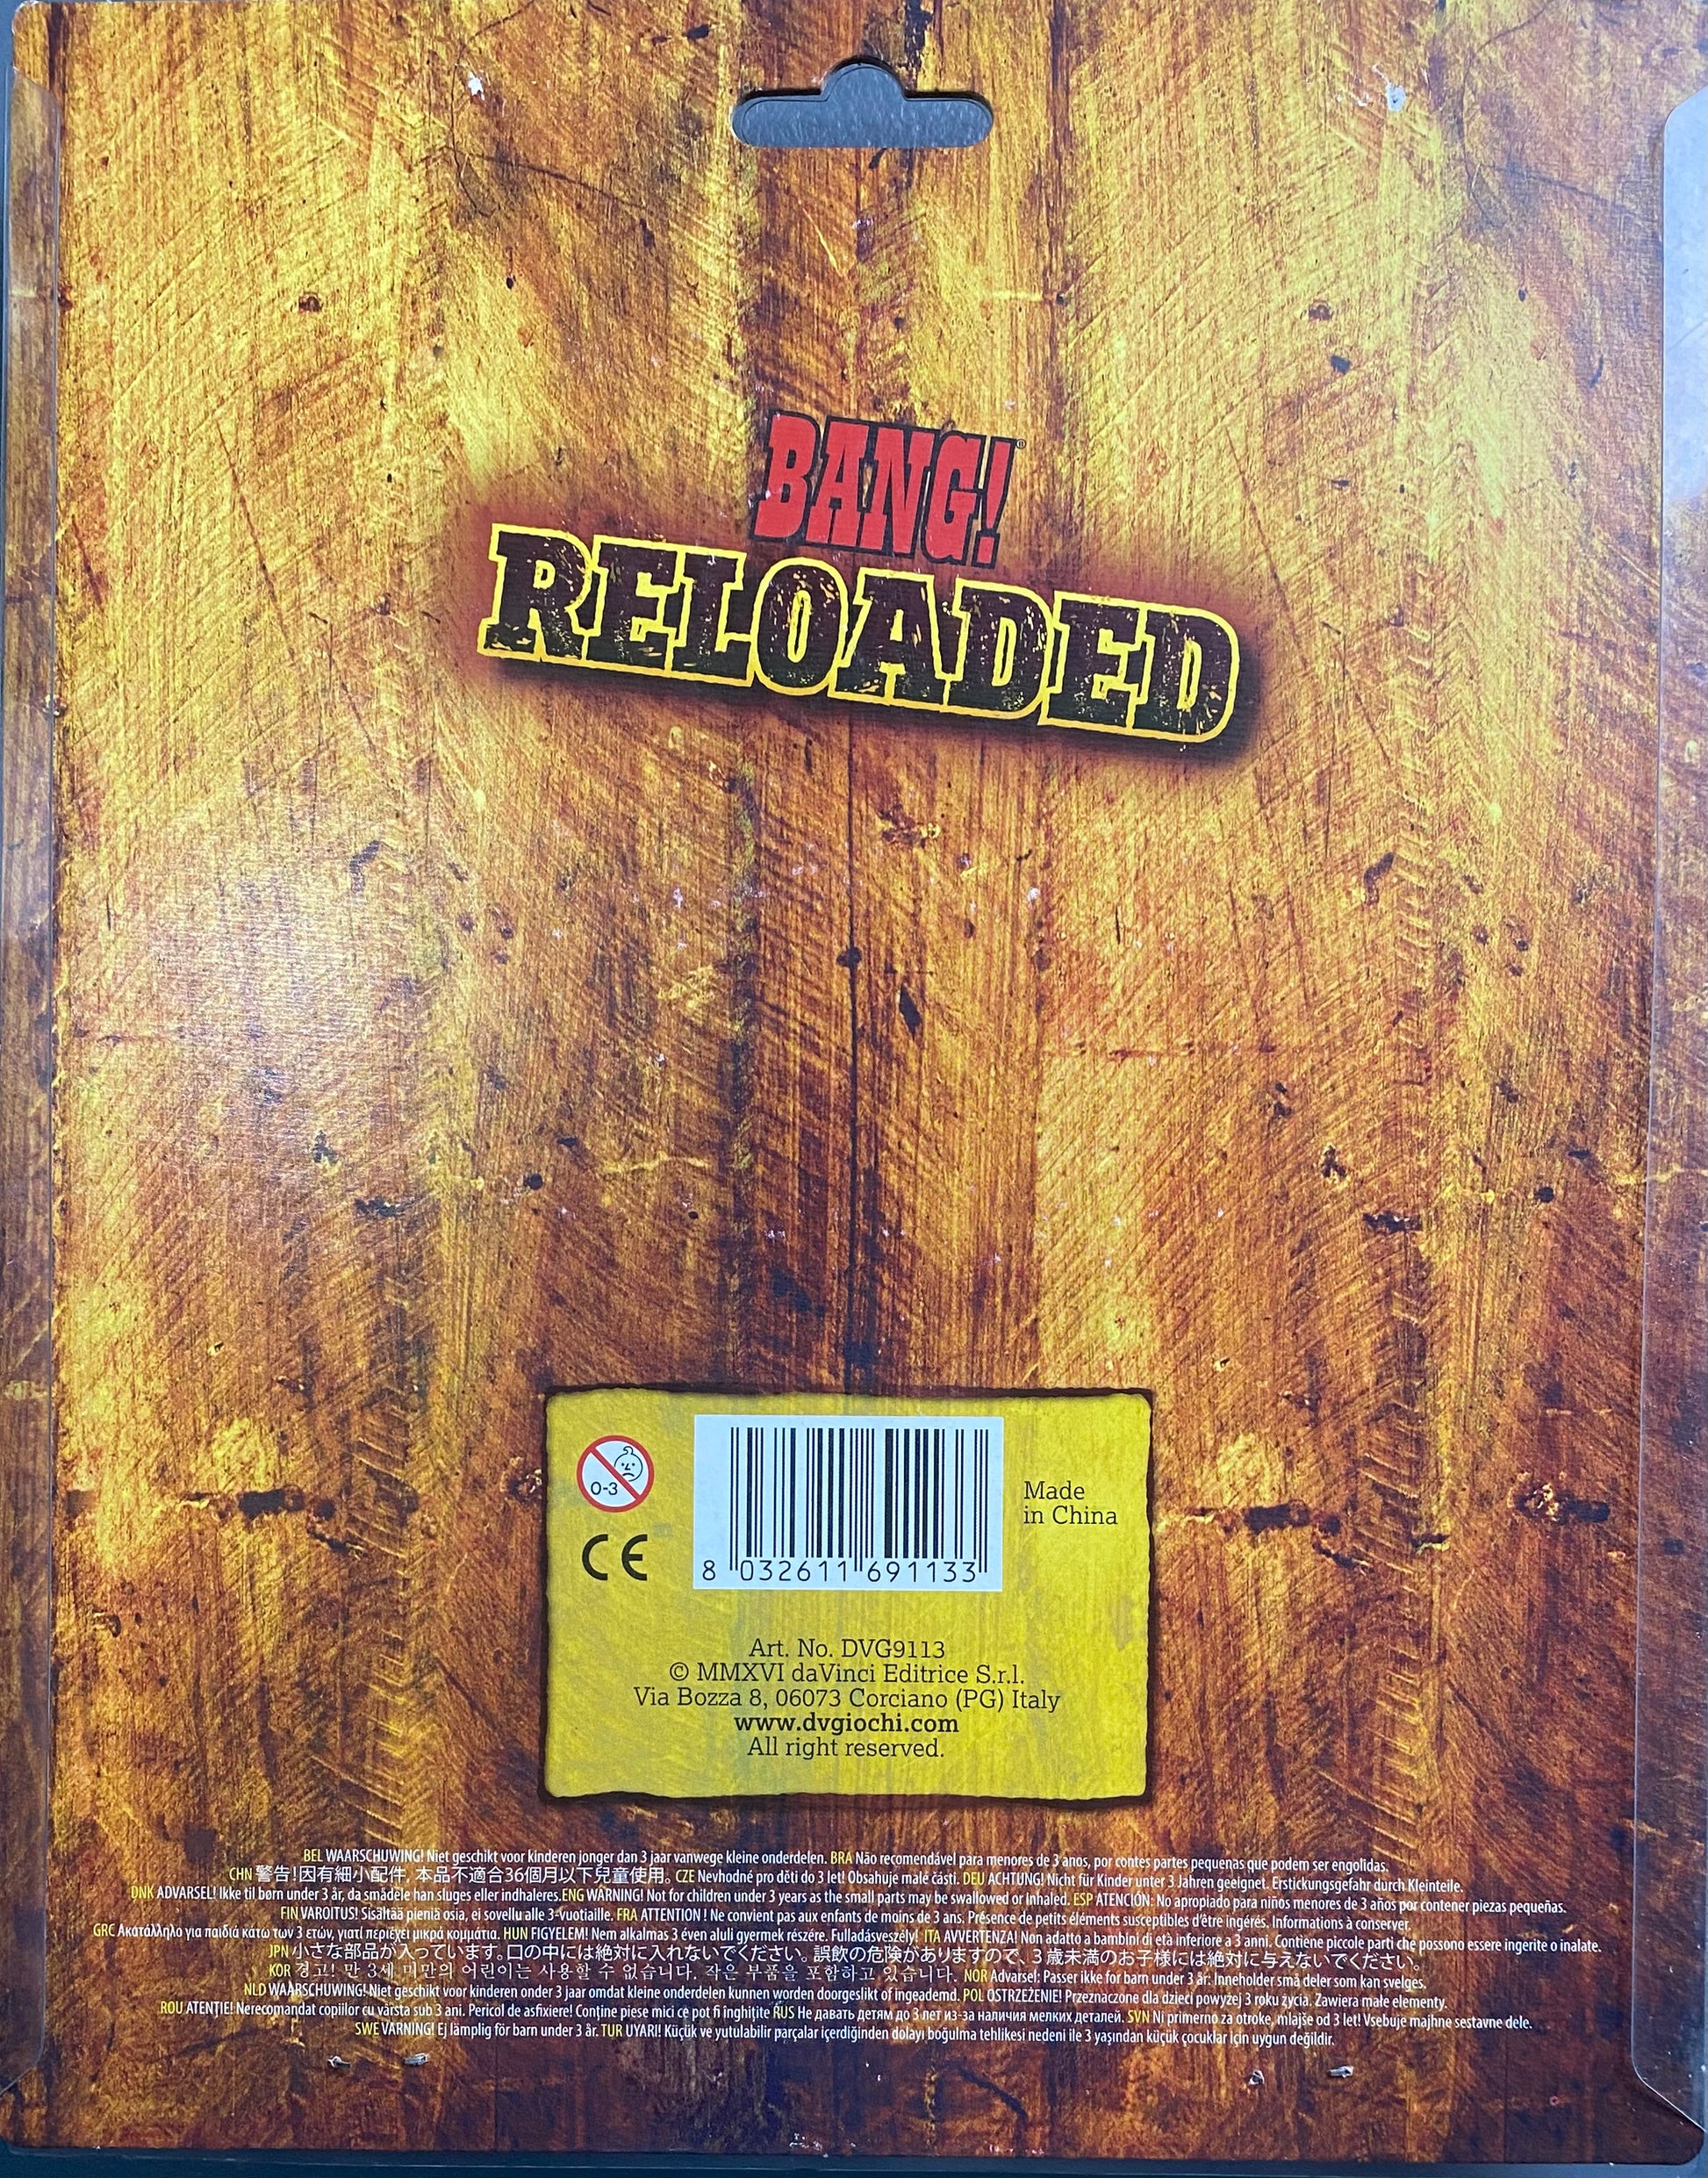 BANG!®
RELOADED
0-3
CE
8 032611 691133
Made
in China
Art. No. DVG9113
© MMXVI daVinci Editrice S.r.l.
Via Bozza 8, 06073 Corciano (PG) Italy
www.dvgiochi.com
All right reserved.
BEL WAARSCHUWING! Niet geschikt voor kinderen jonger dan 3 jaar vanwege kleine onderdelen. BRA Não recomendável para menores de 3 anos, por contes partes pequenas que podem ser engolidas.
CHN 警告!因有細小配件, 本品不適合36個月以下兒童使用。 CZE Nevhodné pro děti do 3 let! Obsahuje malé části. DEU ACHTUNG! Nicht für Kinder unter 3 Jahren geeignet. Erstickungsgefahr durch Kleinteile.
DNK ADVARSEL! Ikke til børn under 3 år, da smådele han sluges eller indhaleres. ENG WARNING! Not for children under 3 years as the small parts may be swallowed or inhaled. ESP ATENCIÓN: No apropiado para niños menores de 3 años por contener piezas pequeñas.
FIN VAROITUS! Sisältää pieniä osia, ei sovellu alle 3-vuotiaille. FRA ATTENTION ! Ne convient pas aux enfants de moins de 3 ans. Présence de petits éléments susceptibles d'être ingérés. Informations à conserver.
GRC Ακατάλληλο για παιδιά κάτω των 3 ετών, γιατί περιέχει μικρά κομμάτια. HUN FIGYELEM! Nem alkalmas 3 éven aluli gyermek részére. Fulladásveszély! ITA AVVERTENZA! Non adatto a bambini di età inferiore a 3 anni. Contiene piccole parti che possono essere ingerite o inalate.
JPN 小さな部品が入っています。口の中には絶対に入れないでください。誤飲の危険がありますので、3歳未満のお子様には絶対に与えないでください。
KOR 경고! 만 3세 미만의 어린이는 사용할 수 없습니다. 작은 부품을 포함하고 있습니다. NOR Advarsel: Passer ikke for barn under 3 år. Inneholder små deler som kan svelges.
NLD WAARSCHUWING! Niet geschikt voor kinderen onder 3 jaar omdat kleine onderdelen kunnen worden doorgeslikt of ingeademd. POL OSTRZEŻENIE! Przeznaczone dla dzieci powyżej 3 roku życia. Zawiera małe elementy.
ROU ATENȚIE! Nerecomandat copiilor cu vârsta sub 3 ani. Pericol de asfixiere! Conține piese mici ce pot fi înghițite RUS Не давать детям до 3 лет из-за наличия мелких деталей. SVN Ni primerno za otroke, mlajše od 3 let! Vsebuje majhne sestavne dele.
SWE VARNING! Ej lämplig för barn under 3 år. TUR UYARI! Küçük ve yutulabilir parçalar içerdiğinden dolayı boğulma tehlikesi nedeni ile 3 yaşından küçük çocuklar için uygun değildir.